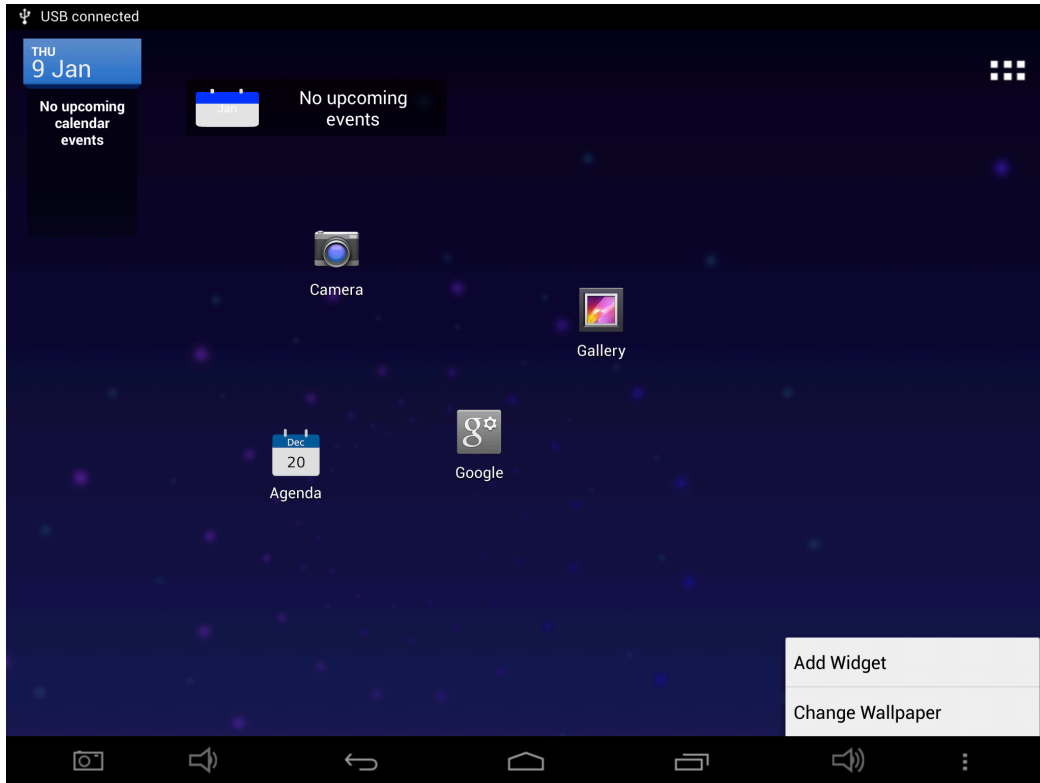 USB connected
THU
9 Jan
No upcoming
calendar
events
Jan
No upcoming
events
Camera
Gallery
Dec
20
Agenda
g
Google
Add Widget
Change Wallpaper